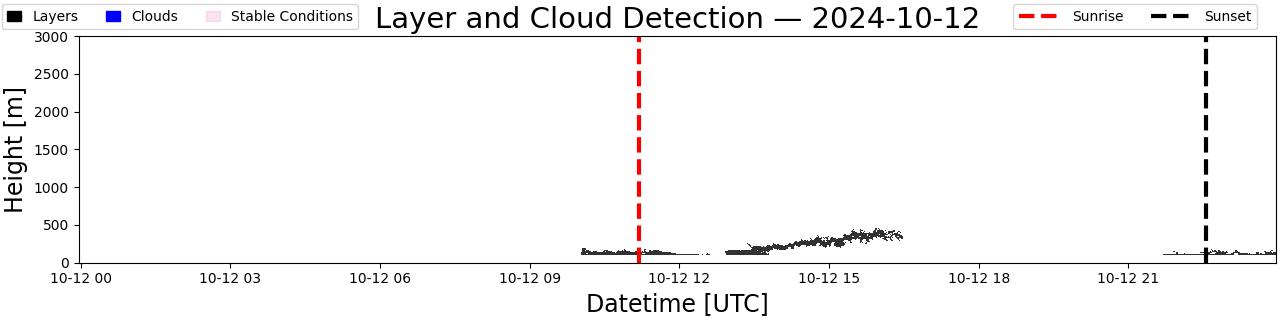 Layers Clouds Stable Conditions Layer and Cloud Detection — 2024-10-12 Sunrise Sunset
3000
2500
2000
1500
1000
500
0
Height [m]
10-12 00 10-12 03 10-12 06 10-12 09 10-12 12 10-12 15 10-12 18 10-12 21
Datetime [UTC]